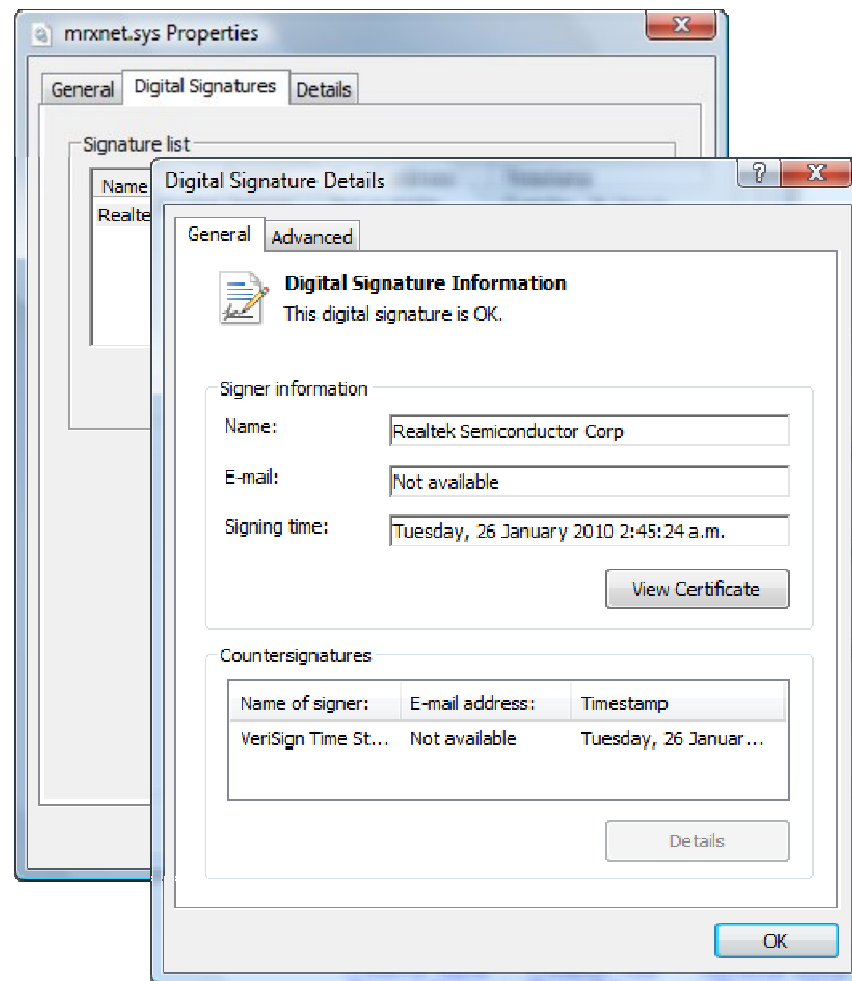 mrxnet.sys Properties
General Digital Signatures Details
Signature list
Name
Realte
Digital Signature Details
General Advanced
Digital Signature Information
This digital signature is OK.
Signer information
Name: Realtek Semiconductor Corp
E-mail: Not available
Signing time: Tuesday, 26 January 2010 2:45:24 a.m.
View Certificate
Countersignatures
Name of signer: E-mail address: Timestamp
VeriSign Time St... Not available Tuesday, 26 Januar...
Details
OK